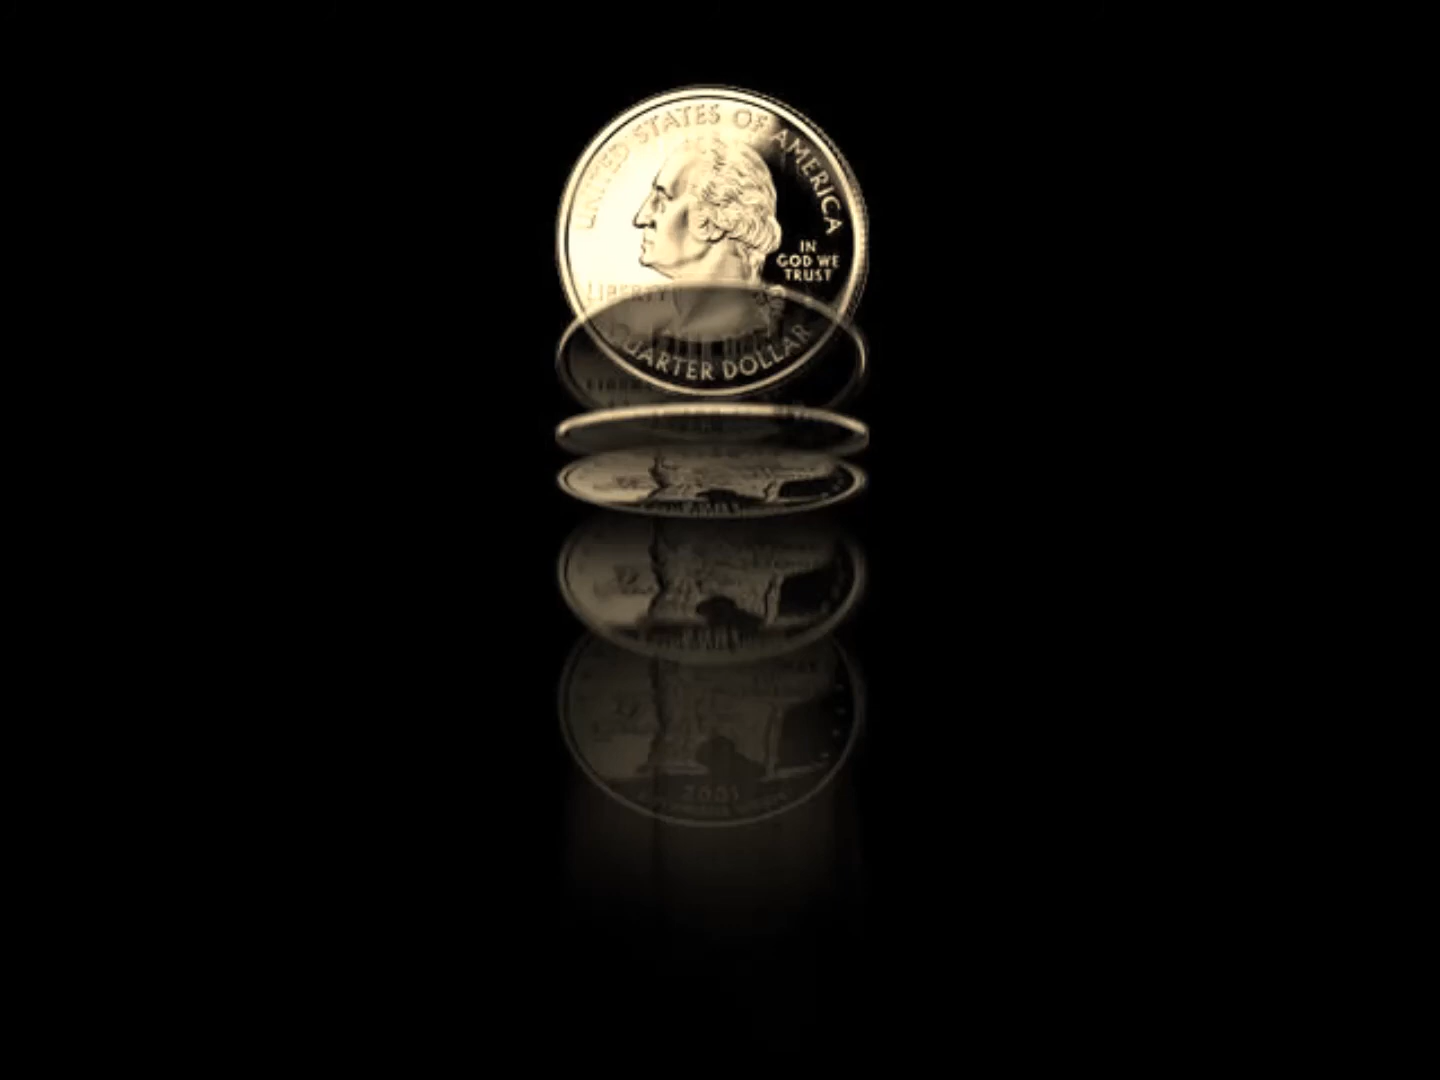 UNITED STATES OF AMERICA
IN
GOD WE
TRUST
LIBERTY
QUARTER DOLLAR